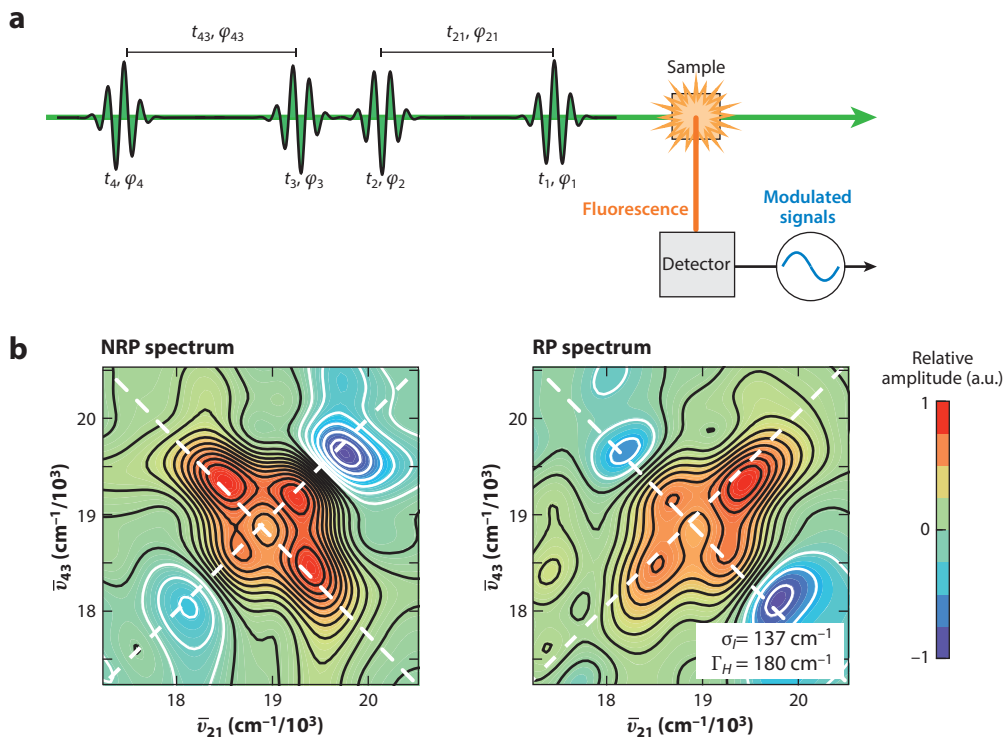 a
t43, φ43
t21, φ21
Sample
t4, φ4
t3, φ3
t2, φ2
t1, φ1
Fluorescence
Modulated
signals
Detector
b
NRP spectrum
RP spectrum
Relative
amplitude (a.u.)
20
19
18
18
19
20
ν̅43 (cm−1/10³)
ν̅21 (cm−1/10³)
20
19
18
18
19
20
ν̅43 (cm−1/10³)
ν̅21 (cm−1/10³)
σI = 137 cm−1
ΓH = 180 cm−1
1
0
−1